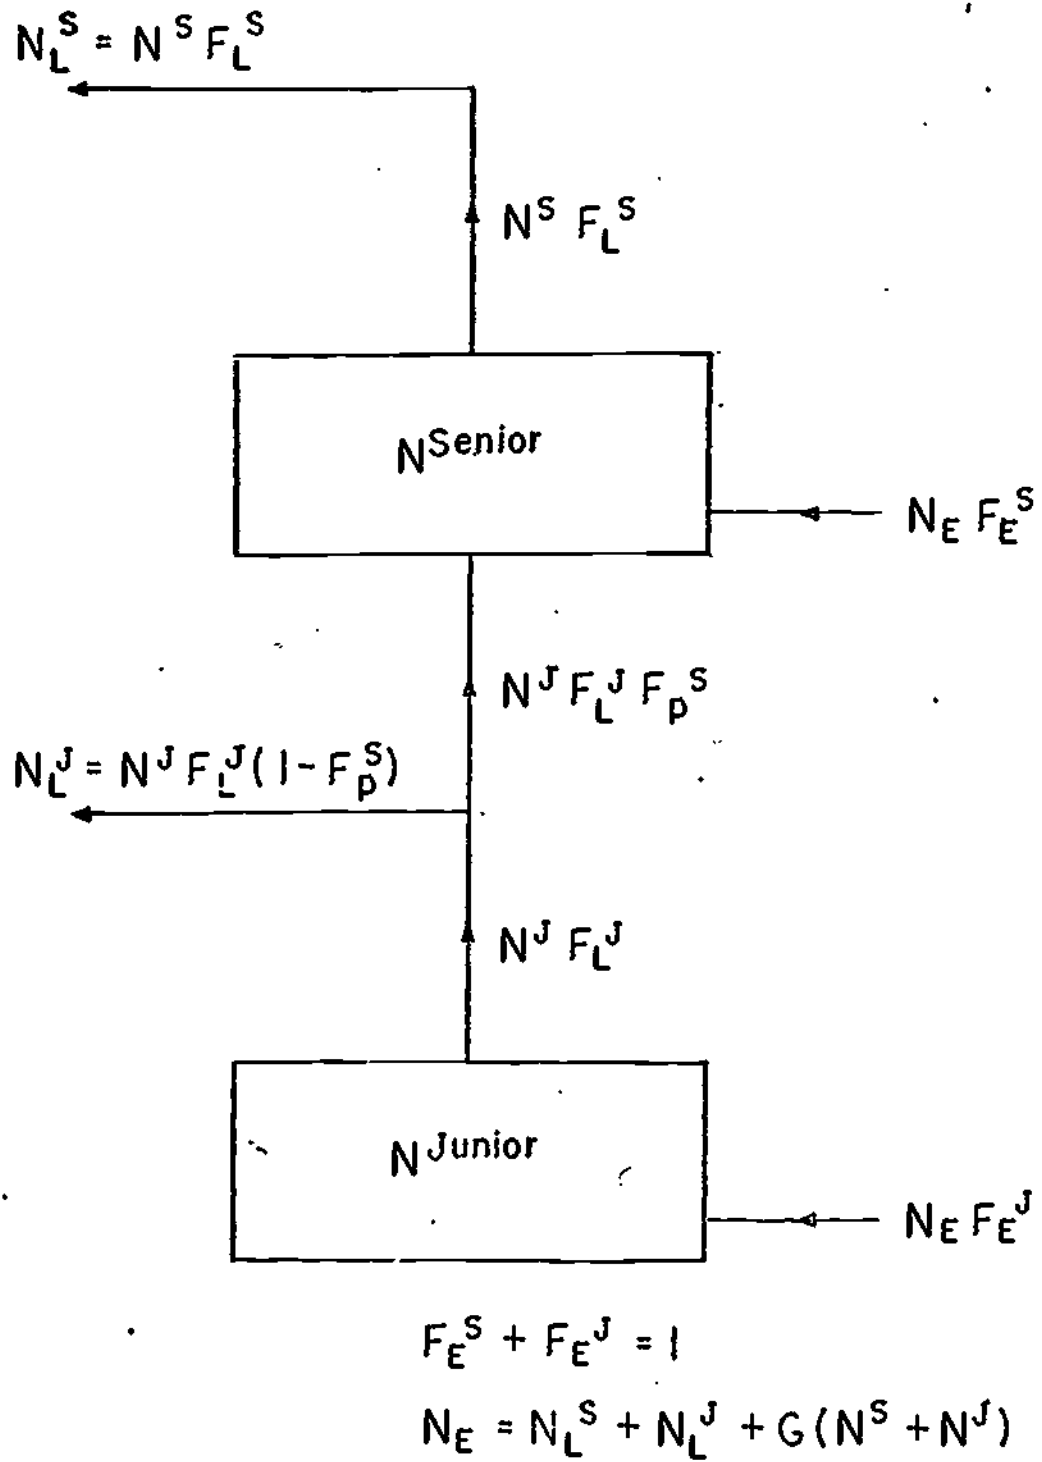 N_L^S = N^S F_L^S
N^S F_L^S
N^Senior
N_E F_E^S
N^J F_L^J F_p^S
N_L^J = N^J F_L^J (1 - F_p^S)
N^J F_L^J
N^Junior
N_E F_E^J
F_E^S + F_E^J = 1
N_E = N_L^S + N_L^J + G(N^S + N^J)